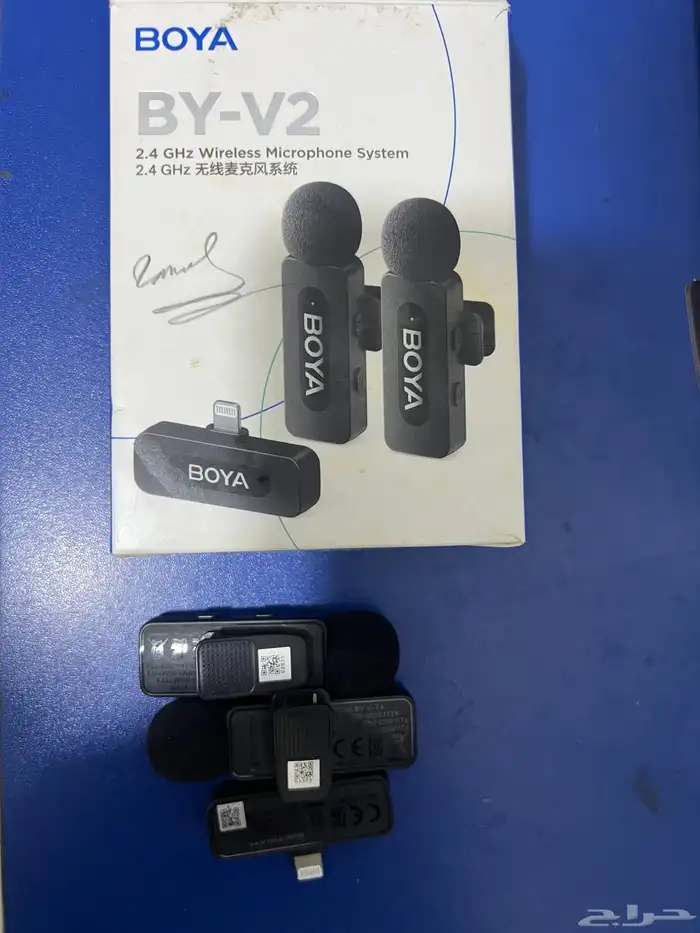 BOYA
BY-V2
2.4 GHz Wireless Microphone System
2.4 GHz 无线麦克风系统
BOYA
BOYA
BOYA
حراج